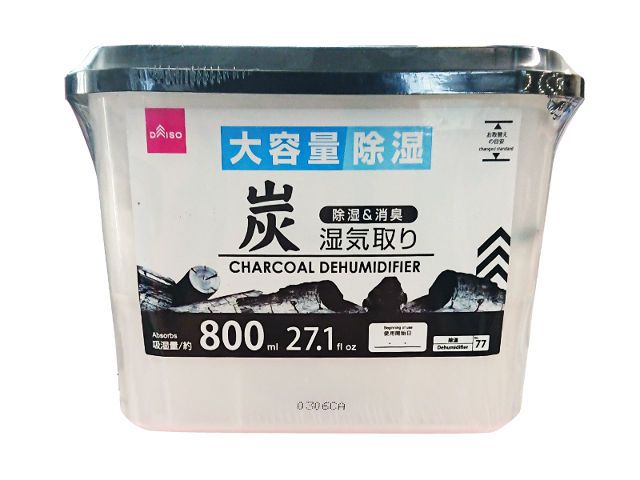 DAISO
大容量 除湿
お取替え
の目安
changed standard
炭
除湿&消臭
湿気取り
CHARCOAL DEHUMIDIFIER
Absorbs
吸湿量/約 800 ml 27.1 fl oz
Beginning of use
使用開始日
除湿
Dehumidifier 77
0306CA